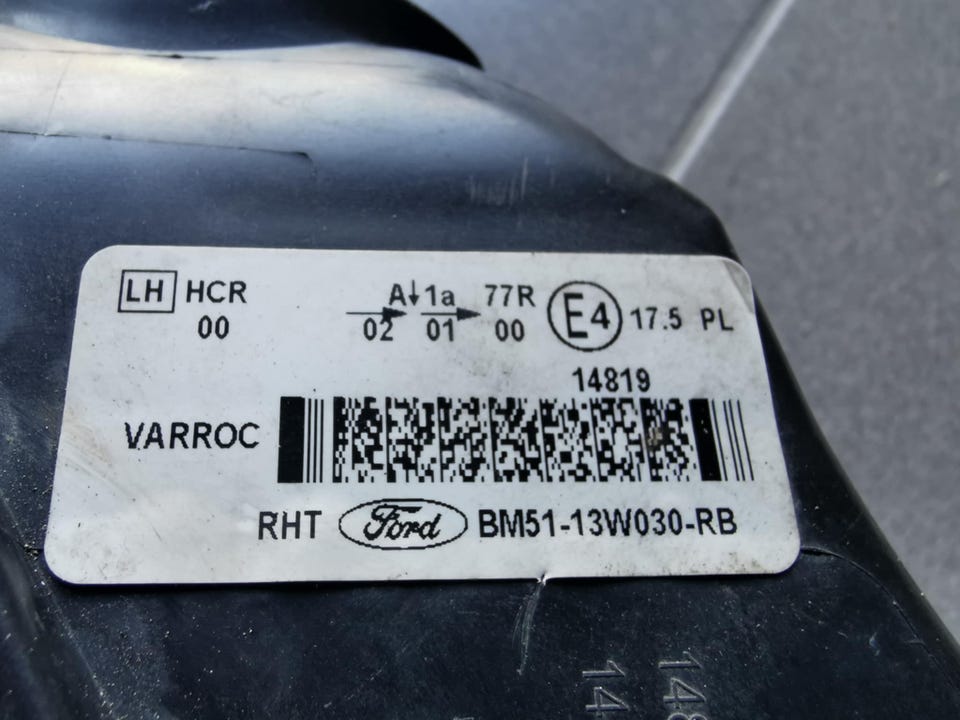 LH HCR A↓1a 77R E4 17.5 PL
00 02 01 00
14819
VARROC
RHT Ford BM51-13W030-RB